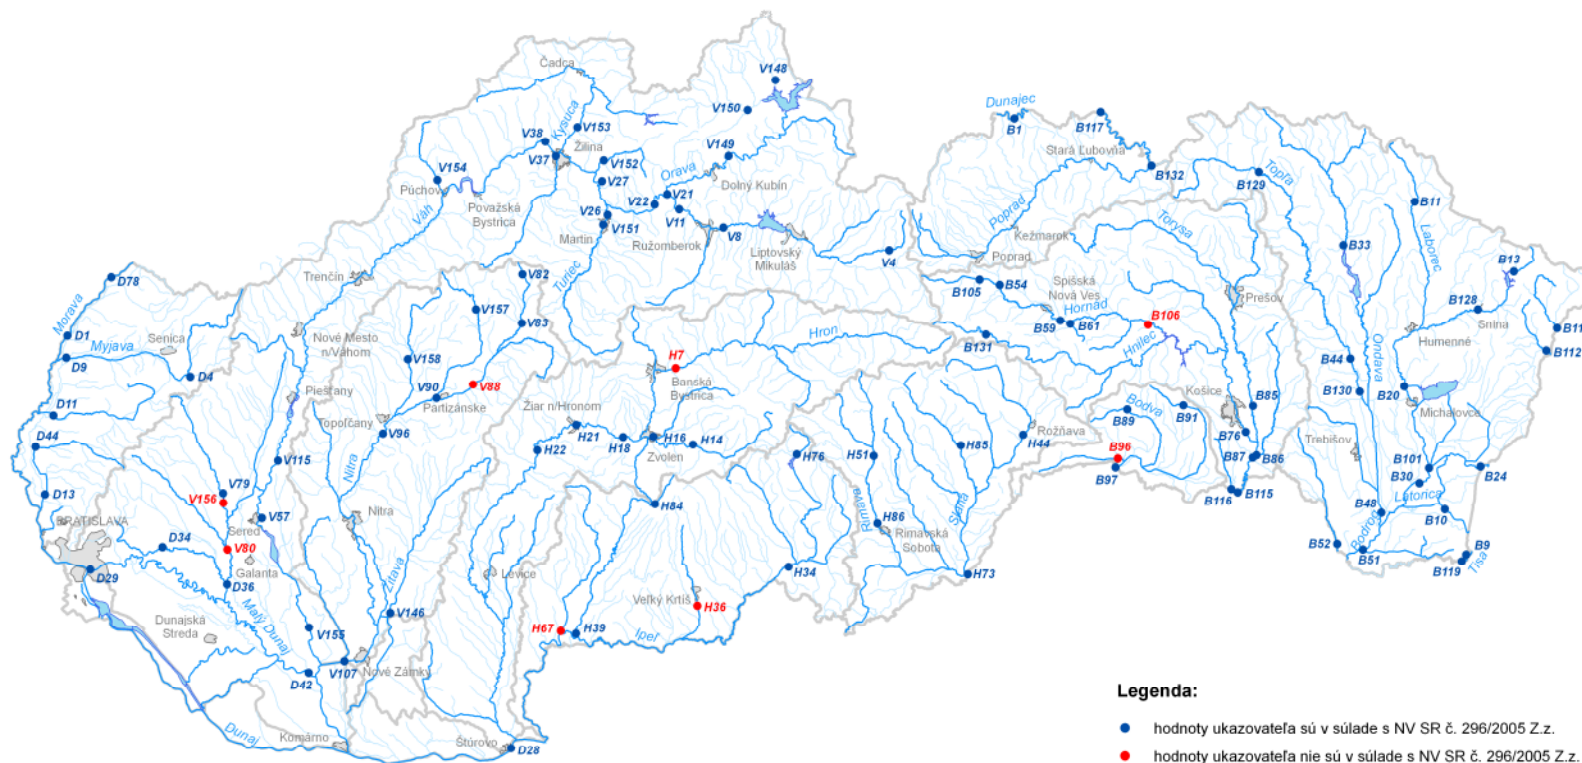 V148
Čadca
V150
Dunajec
B1
B117
Kysuca
V153
V38
Žilina
V37
V152
V149
Stará Ľubovňa
B132
Topľa
B129
V154
Púchov
Orava
Dolný Kubín
V27
V21
V22
V11
Považská
Bystrica
Váh
V26
V151
Martin
Ružomberok
V8
Liptovský
Mikuláš
V4
Poprad
Kežmarok
Poprad
Torysa
B11
Laborec
B33
B13
Trenčín
Turiec
V82
D78
Morava
V157
V83
B105
B54
Spišská
Nová Ves
Hornád
B59
B61
B106
Prešov
B128
Snina
B11
B112
Humenné
D1
Myjava
Senica
D9
D4
Nové Mesto
n/Váhom
V158
V88
V90
Partizánske
Hron
B131
Hnilec
H7
Banská
Bystrica
Ondava
B44
B130
B20
Michalovce
Piešťany
D11
Topoľčany
V96
Žiar n/Hronom
H21
H22
H18
H16
H14
Zvolen
Košice
Bodva
B89
B91
B85
B76
B87
B86
Rožňava
H44
H85
H51
H76
D44
V115
Nitra
B96
B97
B116
B115
Trebišov
B101
B30
B24
Latorica
B48
B10
D13
V79
V156
V57
Sereď
Nitra
BRATISLAVA
D34
V80
Galanta
D29
D36
H84
Rimava
H86
Rimavská
Sobota
Slaná
H73
H34
B52
Bodrog
B51
B9
B119
Tisa
Levice
Žitava
V146
Malý Dunaj
Dunajská
Streda
V155
V107
Nové Zámky
D42
Veľký Krtíš
H36
H67
H39
Ipeľ
Dunaj
Komárno
Štúrovo
D28
Legenda:
hodnoty ukazovateľa sú v súlade s NV SR č. 296/2005 Z.z.
hodnoty ukazovateľa nie sú v súlade s NV SR č. 296/2005 Z.z.